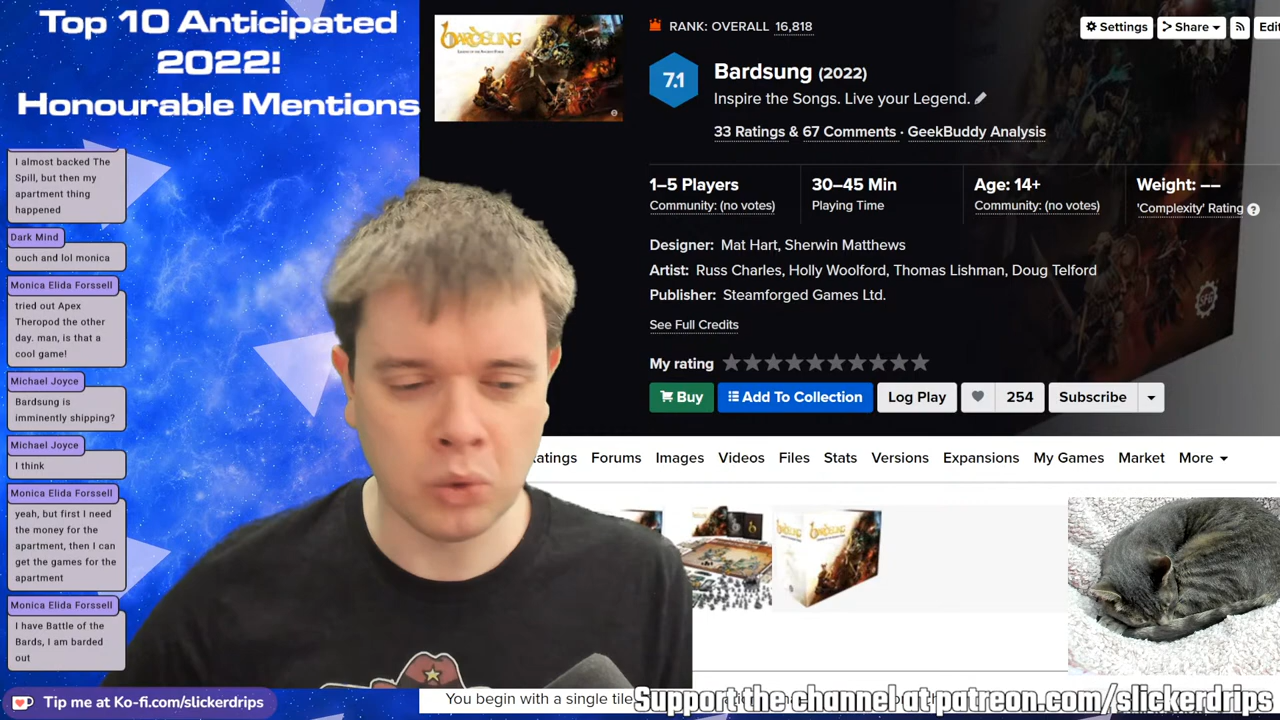 Top 10 Anticipated
2022!
Honourable Mentions
I almost backed The
Spill, but then my
apartment thing
happened
Dark Mind
ouch and lol monica
Monica Elida Forssell
tried out Apex
Theropod the other
day. man, is that a
cool game!
Michael Joyce
Bardsung is
imminently shipping?
Michael Joyce
I think
Monica Elida Forssell
yeah, but first I need
the money for the
apartment, then I can
get the games for the
apartment
Monica Elida Forssell
I have Battle of the
Bards, I am barded
out
Tip me at Ko-fi.com/slickerdrips
BARDSUNG
RANK: OVERALL 16,818
Settings
Share
7.1
Bardsung (2022)
Inspire the Songs. Live your Legend.
33 Ratings & 67 Comments · GeekBuddy Analysis
1–5 Players
Community: (no votes)
30–45 Min
Playing Time
Age: 14+
Community: (no votes)
Weight: --
'Complexity' Rating ?
Designer: Mat Hart, Sherwin Matthews
Artist: Russ Charles, Holly Woolford, Thomas Lishman, Doug Telford
Publisher: Steamforged Games Ltd.
See Full Credits
My rating
Buy
Add To Collection
Log Play
254
Subscribe
Forums
Images
Videos
Files
Stats
Versions
Expansions
My Games
Market
More
You begin with a single tile
Support the channel at patreon.com/slickerdrips